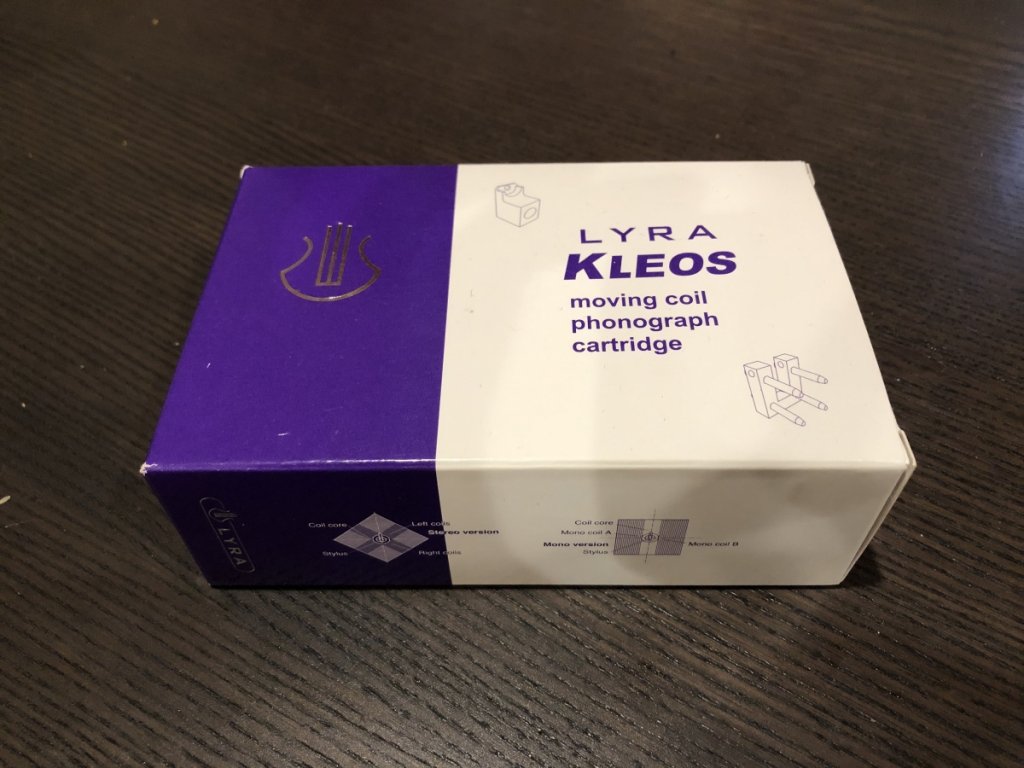 LYRA
KLEOS
moving coil
phonograph
cartridge
LYRA
Coil core
Left coils
Stereo version
Stylus
Right coils
Coil core
Mono coil A
Mono version
Mono coil B
Stylus